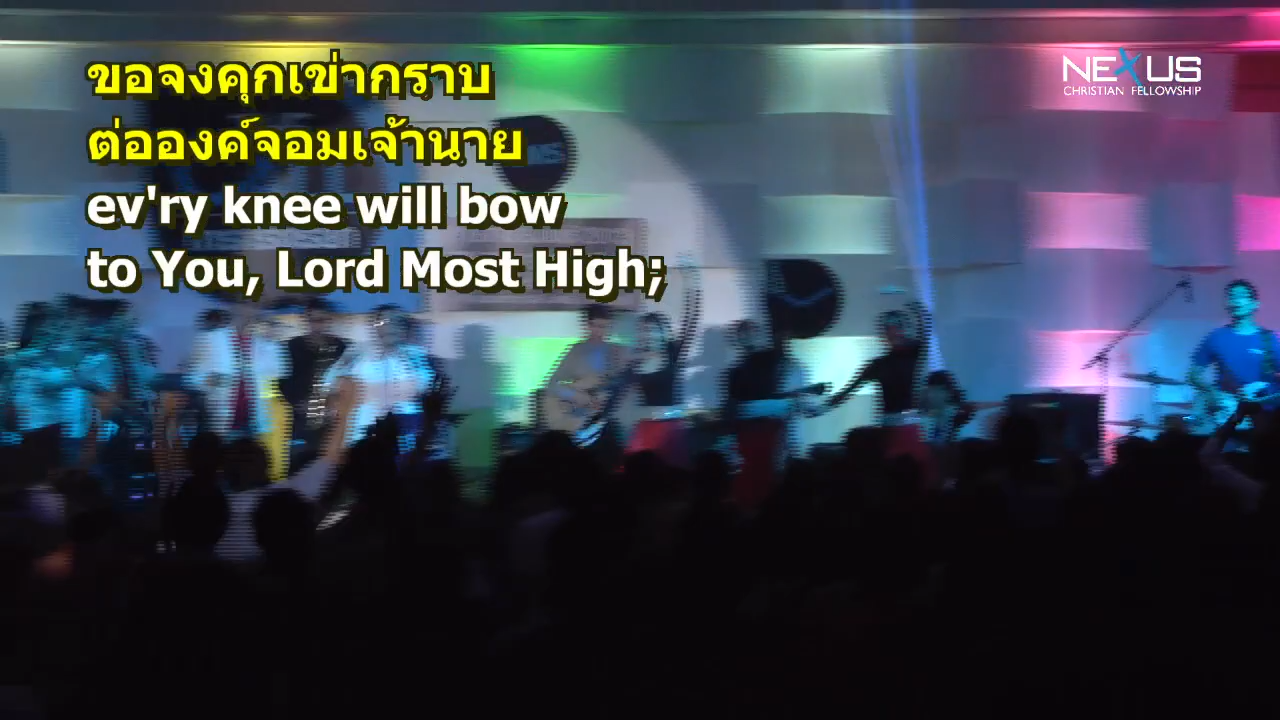 ขอจงคุกเข่ากราบ
ต่อองค์จอมเจ้านาย
ev'ry knee will bow
to You, Lord Most High;
NEXUS
CHRISTIAN FELLOWSHIP